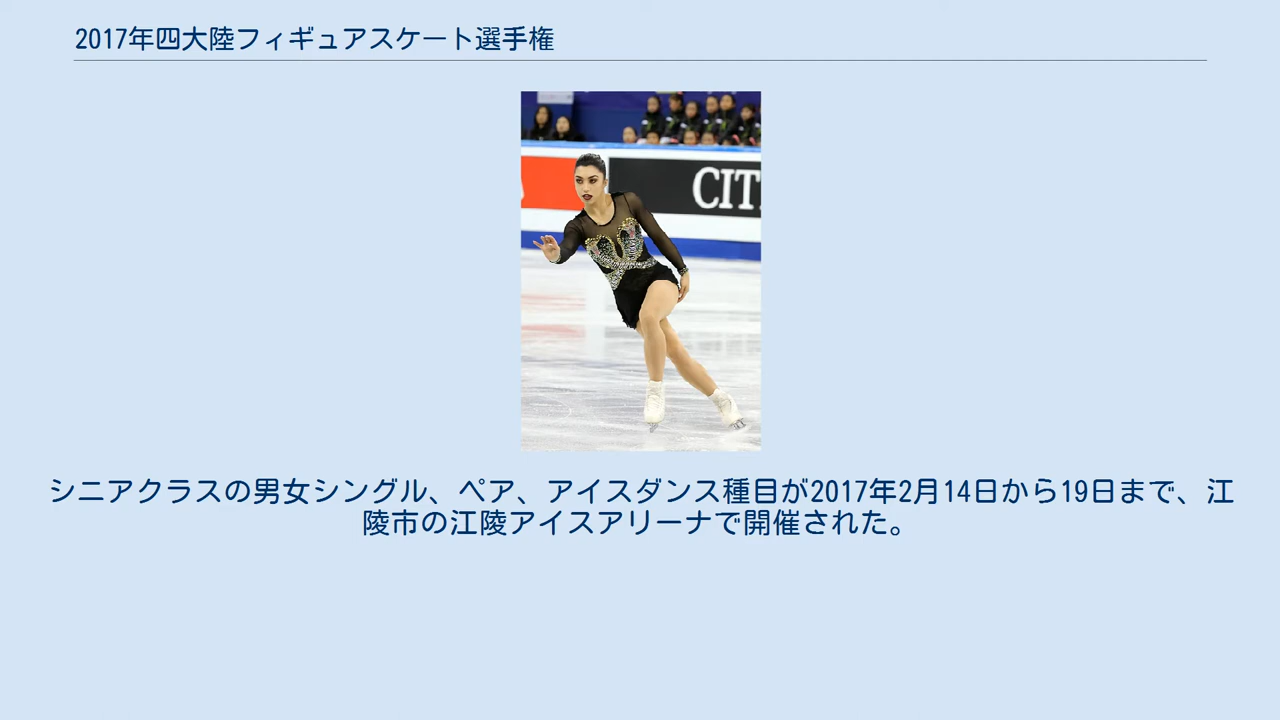 2017年四大陸フィギュアスケート選手権
CIT
シニアクラスの男女シングル、ペア、アイスダンス種目が2017年2月14日から19日まで、江
陵市の江陵アイスアリーナで開催された。